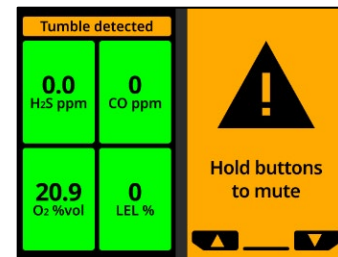 Tumble detected
0.0
H₂S ppm
0
CO ppm
20.9
O₂ %vol
0
LEL %
!
Hold buttons
to mute